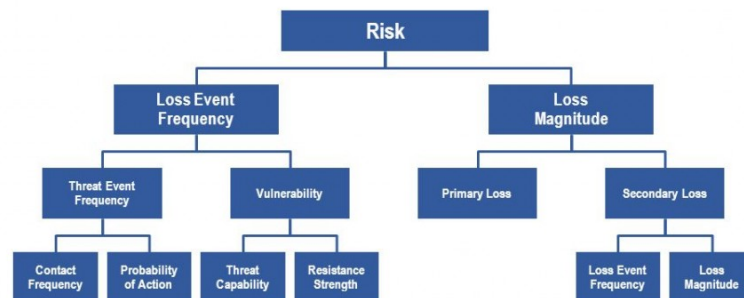 Risk
Loss Event
Frequency
Loss
Magnitude
Threat Event
Frequency
Vulnerability
Primary Loss
Secondary Loss
Contact
Frequency
Probability
of Action
Threat
Capability
Resistance
Strength
Loss Event
Frequency
Loss
Magnitude